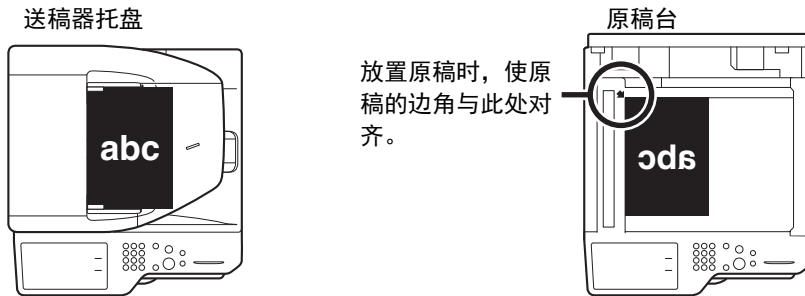 送稿器托盘
原稿台
放置原稿时，使原
稿的边角与此处对
齐。
abc
abc